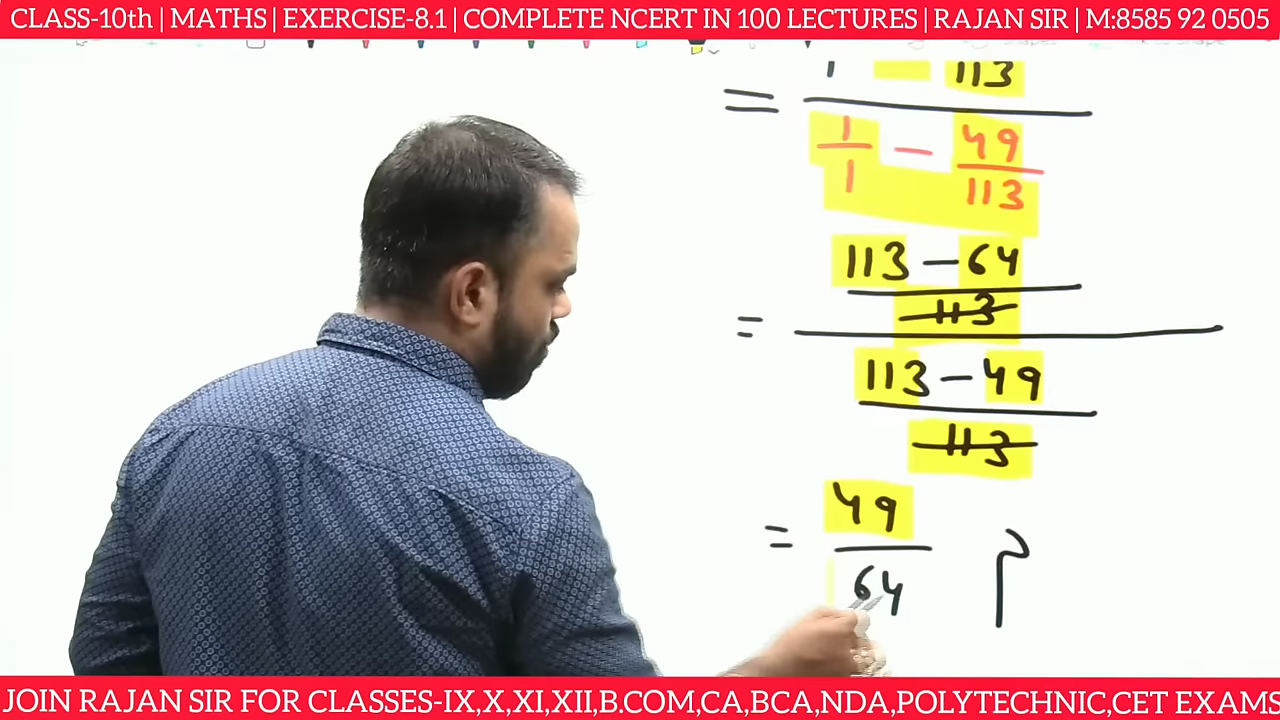 CLASS-10th | MATHS | EXERCISE-8.1 | COMPLETE NCERT IN 100 LECTURES | RAJAN SIR | M:8585 92 0505
1 113
=
1/1 - 49/113
113 - 64
113
=
113 - 49
113
= 49
64
JOIN RAJAN SIR FOR CLASSES-IX,X,XI,XII,B.COM,CA,BCA,NDA,POLYTECHNIC,CET EXAMS